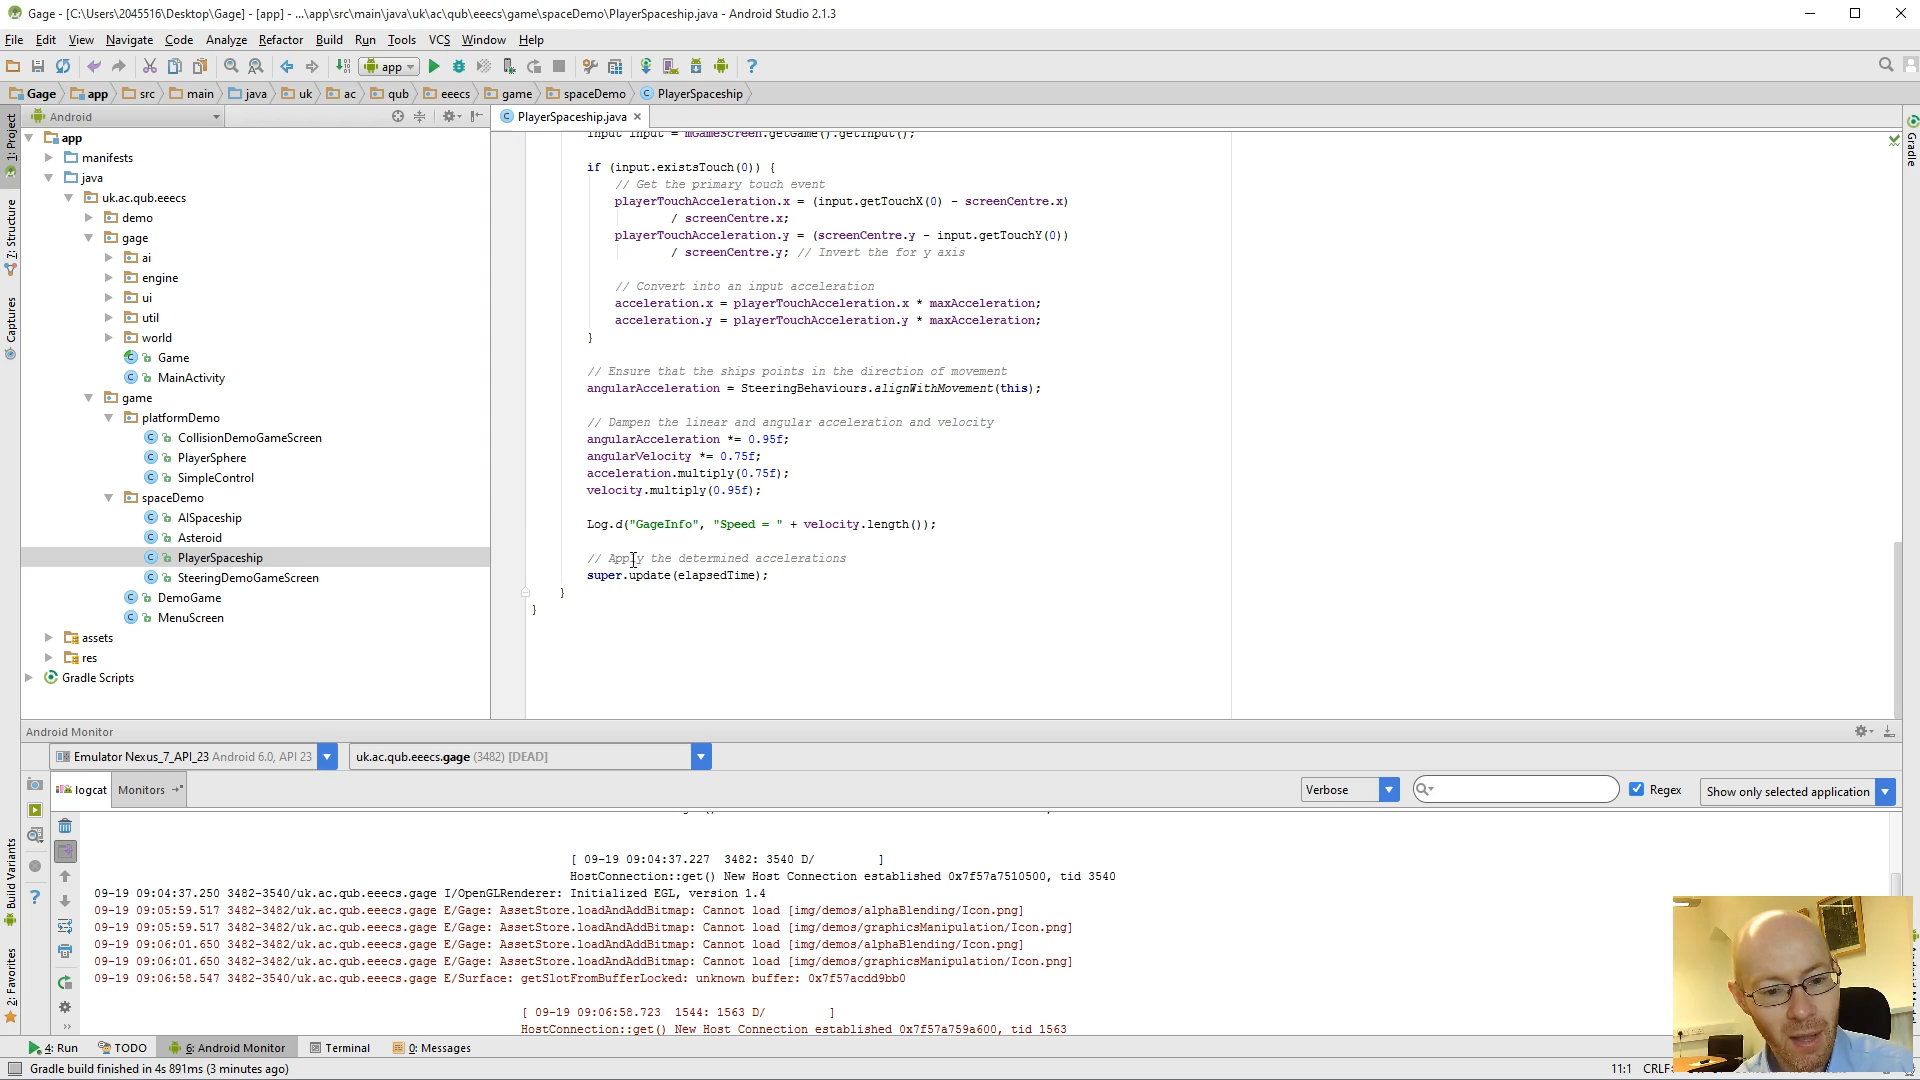 Gage - [C:\Users\2045516\Desktop\Gage] - [app] - ...\app\src\main\java\uk\ac\qub\eeecs\game\spaceDemo\PlayerSpaceship.java - Android Studio 2.1.3
File Edit View Navigate Code Analyze Refactor Build Run Tools VCS Window Help
app
Gage app src main java uk ac qub eeecs game spaceDemo PlayerSpaceship
1: Project
7: Structure
Captures
Build Variants
2: Favorites
Android
app
manifests
java
uk.ac.qub.eeecs
demo
gage
ai
engine
ui
util
world
Game
MainActivity
game
platformDemo
CollisionDemoGameScreen
PlayerSphere
SimpleControl
spaceDemo
AISpaceship
Asteroid
PlayerSpaceship
SteeringDemoGameScreen
DemoGame
MenuScreen
assets
res
Gradle Scripts
PlayerSpaceship.java
Input input = mGameScreen.getGame().getInput();
if (input.existsTouch(0)) {
// Get the primary touch event
playerTouchAcceleration.x = (input.getTouchX(0) - screenCentre.x)
/ screenCentre.x;
playerTouchAcceleration.y = (screenCentre.y - input.getTouchY(0))
/ screenCentre.y; // Invert the for y axis
// Convert into an input acceleration
acceleration.x = playerTouchAcceleration.x * maxAcceleration;
acceleration.y = playerTouchAcceleration.y * maxAcceleration;
}
// Ensure that the ships points in the direction of movement
angularAcceleration = SteeringBehaviours.alignWithMovement(this);
// Dampen the linear and angular acceleration and velocity
angularAcceleration *= 0.95f;
angularVelocity *= 0.75f;
acceleration.multiply(0.75f);
velocity.multiply(0.95f);
Log.d("GageInfo", "Speed = " + velocity.length());
// Apply the determined accelerations
super.update(elapsedTime);
}
}
Gradle
Android Monitor
Emulator Nexus_7_API_23 Android 6.0, API 23
uk.ac.qub.eeecs.gage (3482) [DEAD]
logcat Monitors
Verbose
Regex
Show only selected application
[ 09-19 09:04:37.227 3482: 3540 D/ ]
HostConnection::get() New Host Connection established 0x7f57a7510500, tid 3540
09-19 09:04:37.250 3482-3540/uk.ac.qub.eeecs.gage I/OpenGLRenderer: Initialized EGL, version 1.4
09-19 09:05:59.517 3482-3482/uk.ac.qub.eeecs.gage E/Gage: AssetStore.loadAndAddBitmap: Cannot load [img/demos/alphaBlending/Icon.png]
09-19 09:05:59.517 3482-3482/uk.ac.qub.eeecs.gage E/Gage: AssetStore.loadAndAddBitmap: Cannot load [img/demos/graphicsManipulation/Icon.png]
09-19 09:06:01.650 3482-3482/uk.ac.qub.eeecs.gage E/Gage: AssetStore.loadAndAddBitmap: Cannot load [img/demos/alphaBlending/Icon.png]
09-19 09:06:01.650 3482-3482/uk.ac.qub.eeecs.gage E/Gage: AssetStore.loadAndAddBitmap: Cannot load [img/demos/graphicsManipulation/Icon.png]
09-19 09:06:58.547 3482-3540/uk.ac.qub.eeecs.gage E/Surface: getSlotFromBufferLocked: unknown buffer: 0x7f57acdd9bb0
[ 09-19 09:06:58.723 1544: 1563 D/ ]
HostConnection::get() New Host Connection established 0x7f57a759a600, tid 1563
4: Run TODO 6: Android Monitor Terminal 0: Messages
Gradle build finished in 4s 891ms (3 minutes ago)
11:1 CRLF